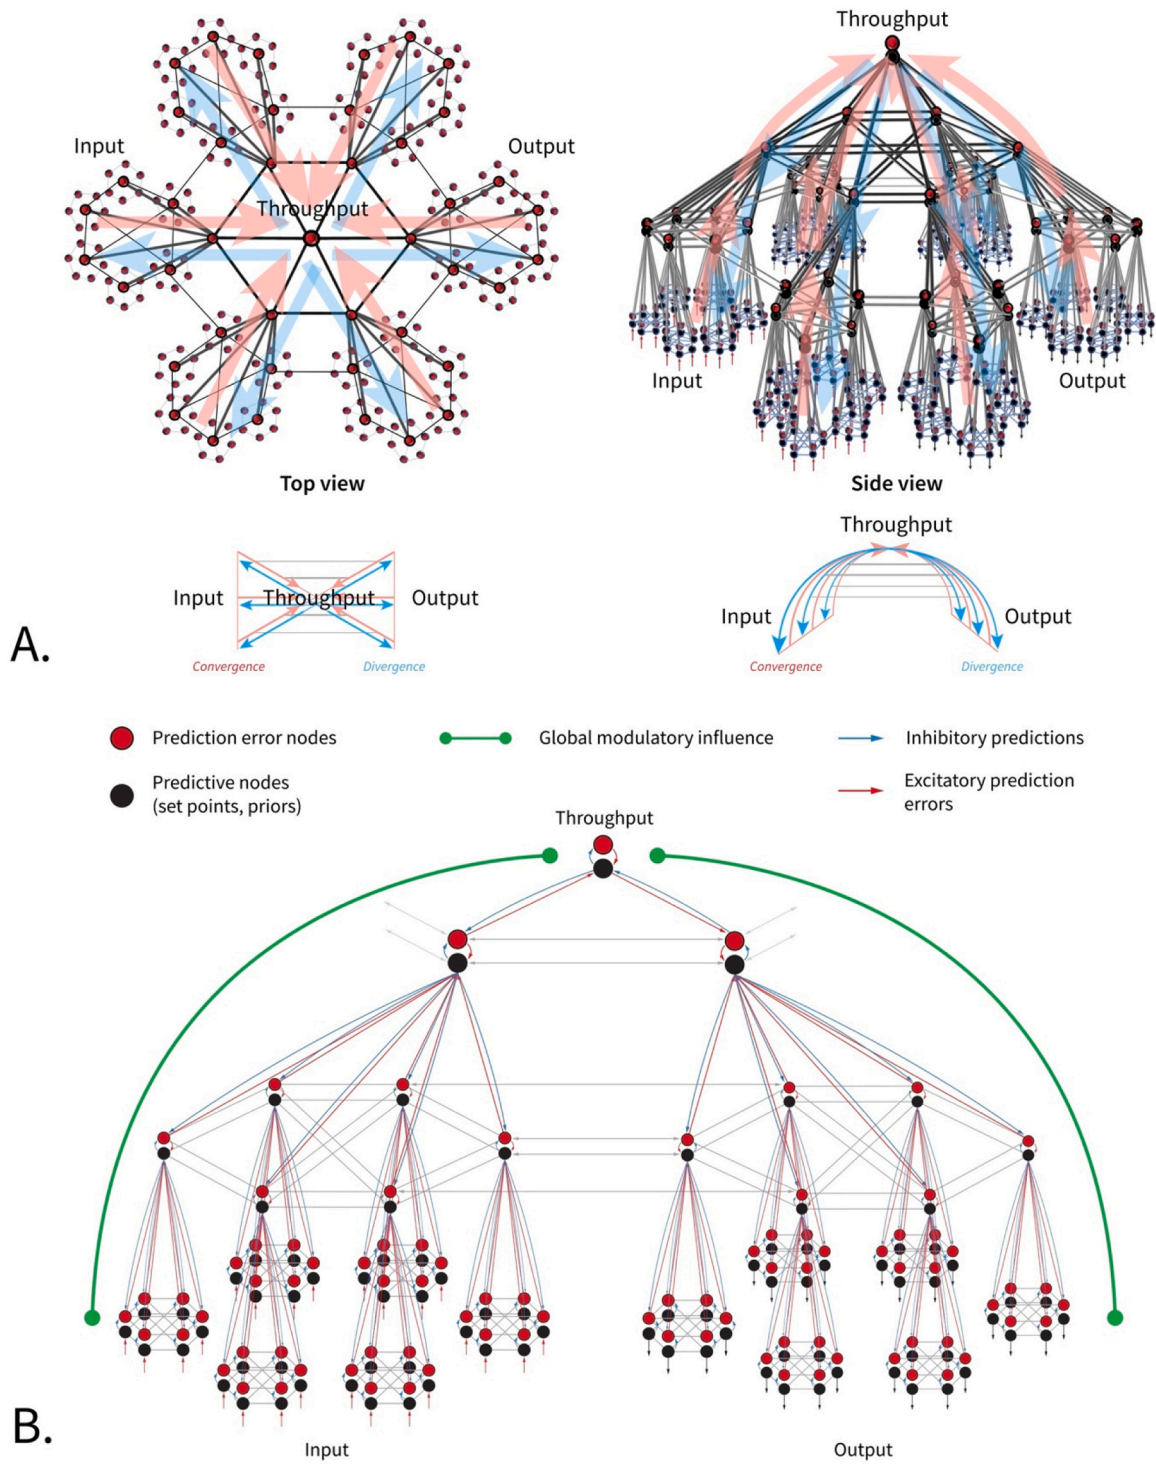 Throughput
Input
Output
Throughput
Input
Output
Top view
Side view
Throughput
Input
Throughput
Output
Input
Output
A.
Convergence
Divergence
Convergence
Divergence
Prediction error nodes
Global modulatory influence
Inhibitory predictions
Predictive nodes
(set points, priors)
Excitatory prediction
errors
Throughput
B.
Input
Output